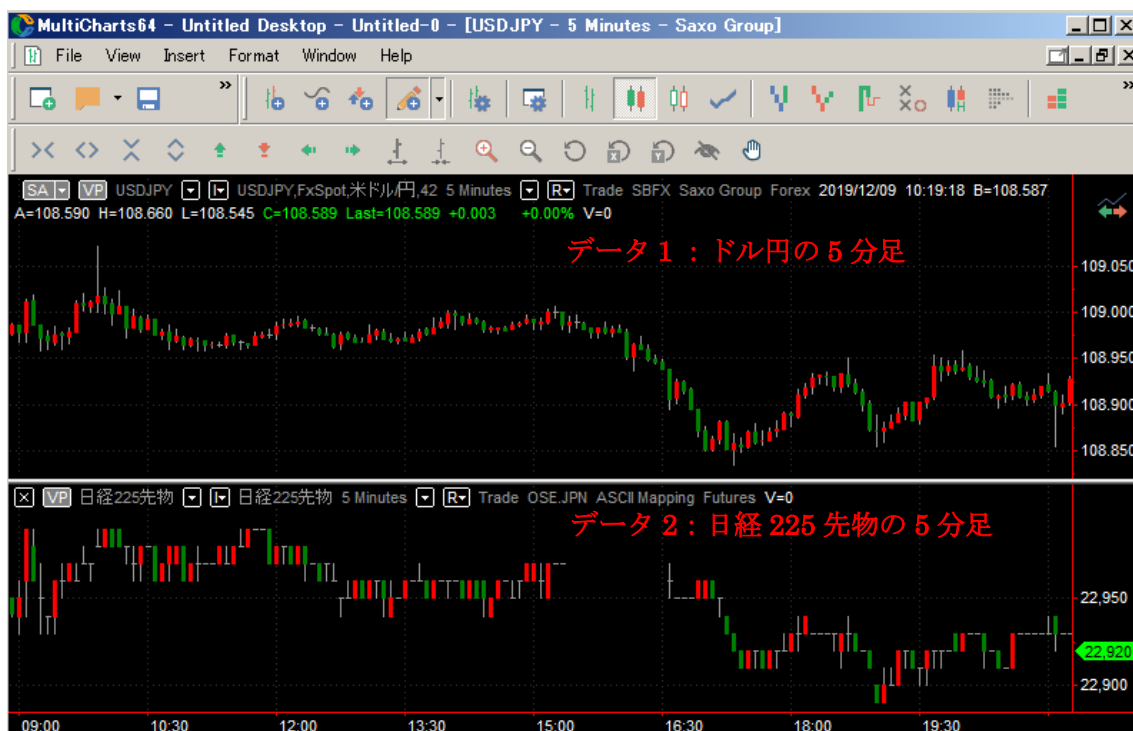 MultiCharts64 - Untitled Desktop - Untitled-0 - [USDJPY - 5 Minutes - Saxo Group]
File View Insert Format Window Help
SA VP USDJPY I USDJPY,FxSpot,米ドル/円,42 5 Minutes R Trade SBFX Saxo Group Forex 2019/12/09 10:19:18 B=108.587
A=108.590 H=108.660 L=108.545 C=108.589 Last=108.589 +0.003 +0.00% V=0
データ1：ドル円の5分足
109.050
109.000
108.950
108.900
108.850
VP 日経225先物 I 日経225先物 5 Minutes R Trade OSE.JPN ASCII Mapping Futures V=0
データ2：日経225先物の5分足
22,950
22,920
22,900
09:00 10:30 12:00 13:30 15:00 16:30 18:00 19:30